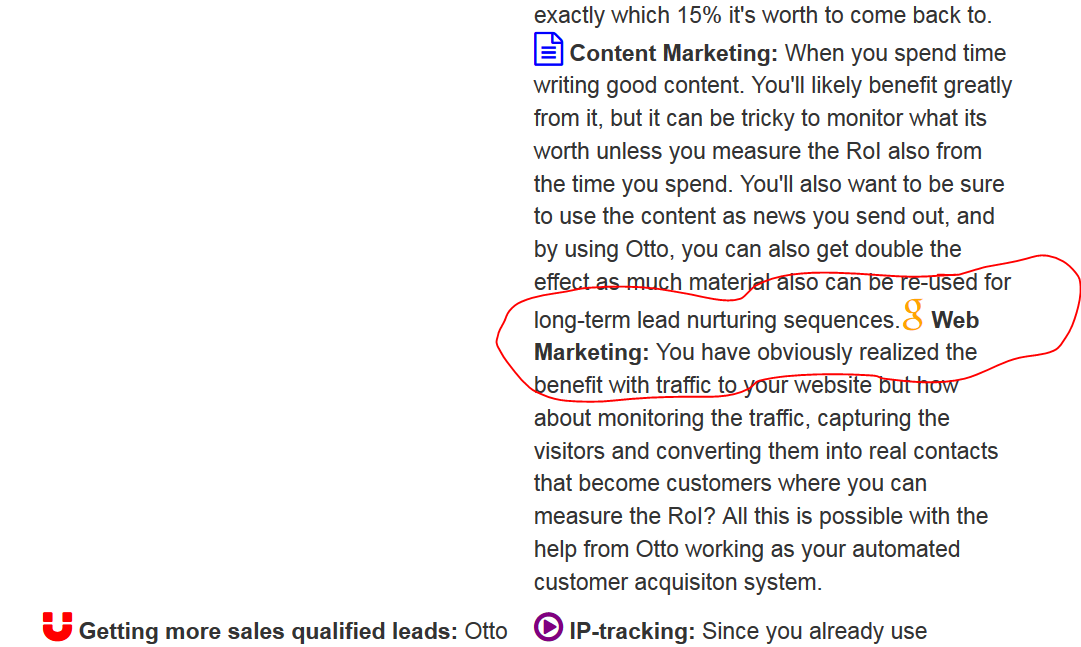 exactly which 15% it's worth to come back to.
Content Marketing: When you spend time
writing good content. You'll likely benefit greatly
from it, but it can be tricky to monitor what its
worth unless you measure the RoI also from
the time you spend. You'll also want to be sure
to use the content as news you send out, and
by using Otto, you can also get double the
effect as much material also can be re-used for
long-term lead nurturing sequences. g Web
Marketing: You have obviously realized the
benefit with traffic to your website but how
about monitoring the traffic, capturing the
visitors and converting them into real contacts
that become customers where you can
measure the RoI? All this is possible with the
help from Otto working as your automated
customer acquisiton system.
Getting more sales qualified leads: Otto
IP-tracking: Since you already use